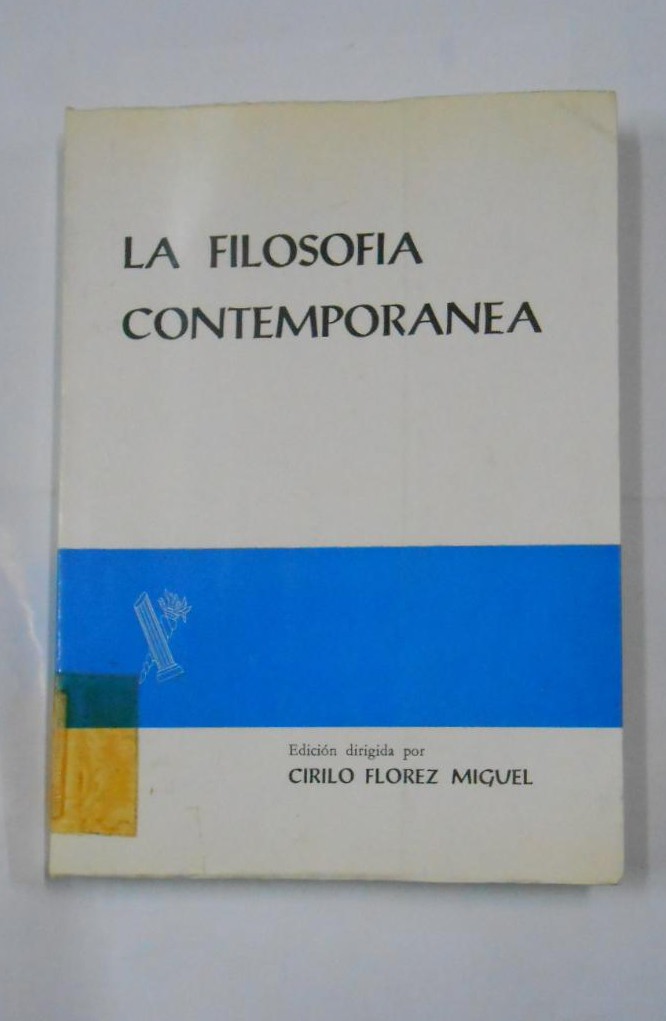 LA FILOSOFIA
CONTEMPORANEA
Edición dirigida por
CIRILO FLOREZ MIGUEL